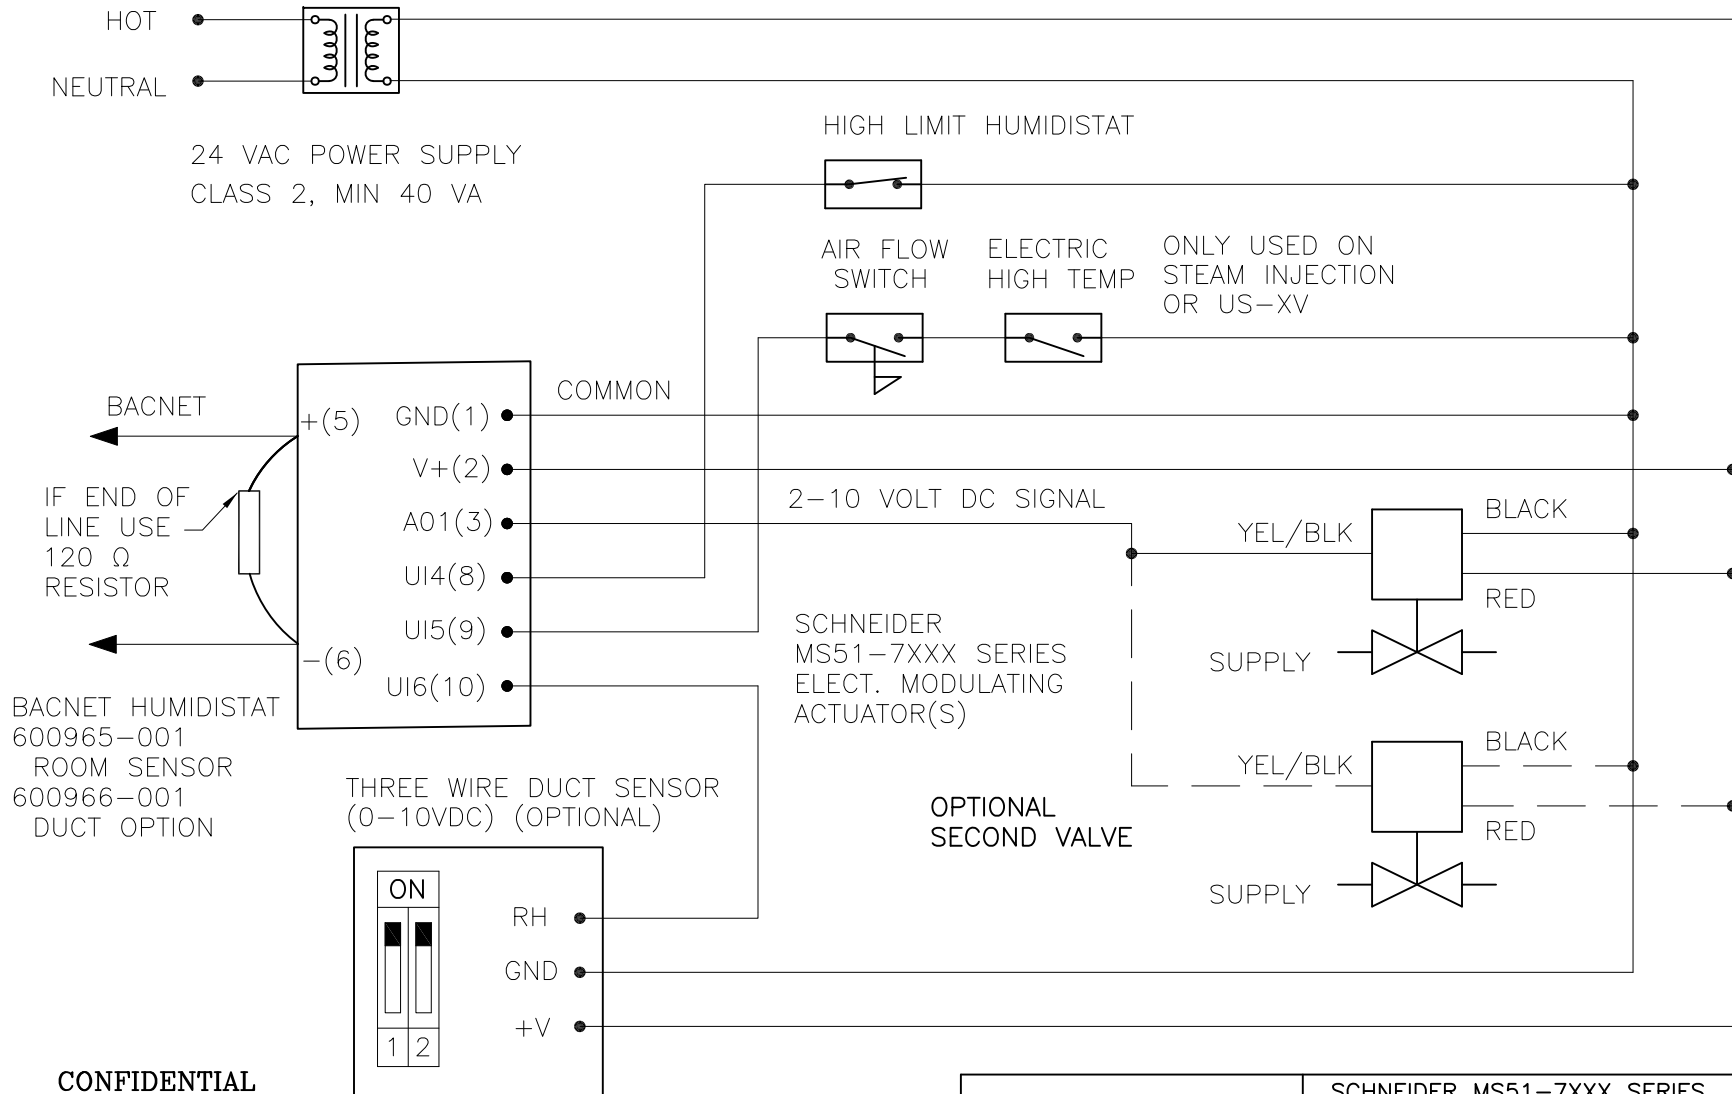 HOT
NEUTRAL
24 VAC POWER SUPPLY
CLASS 2, MIN 40 VA
HIGH LIMIT HUMIDISTAT
AIR FLOW
SWITCH
ELECTRIC
HIGH TEMP
ONLY USED ON
STEAM INJECTION
OR US-XV
BACNET
+(5)
-(6)
IF END OF
LINE USE
120 Ω
RESISTOR
GND(1)
V+(2)
AO1(3)
UI4(8)
UI5(9)
UI6(10)
COMMON
2-10 VOLT DC SIGNAL
YEL/BLK
BLACK
RED
SUPPLY
SCHNEIDER
MS51-7XXX SERIES
ELECT. MODULATING
ACTUATOR(S)
BACNET HUMIDISTAT
600965-001
ROOM SENSOR
600966-001
DUCT OPTION
THREE WIRE DUCT SENSOR
(0-10VDC) (OPTIONAL)
OPTIONAL
SECOND VALVE
YEL/BLK
BLACK
RED
SUPPLY
ON
1 2
RH
GND
+V
CONFIDENTIAL
SCHNEIDER MS51-7XXX SERIES